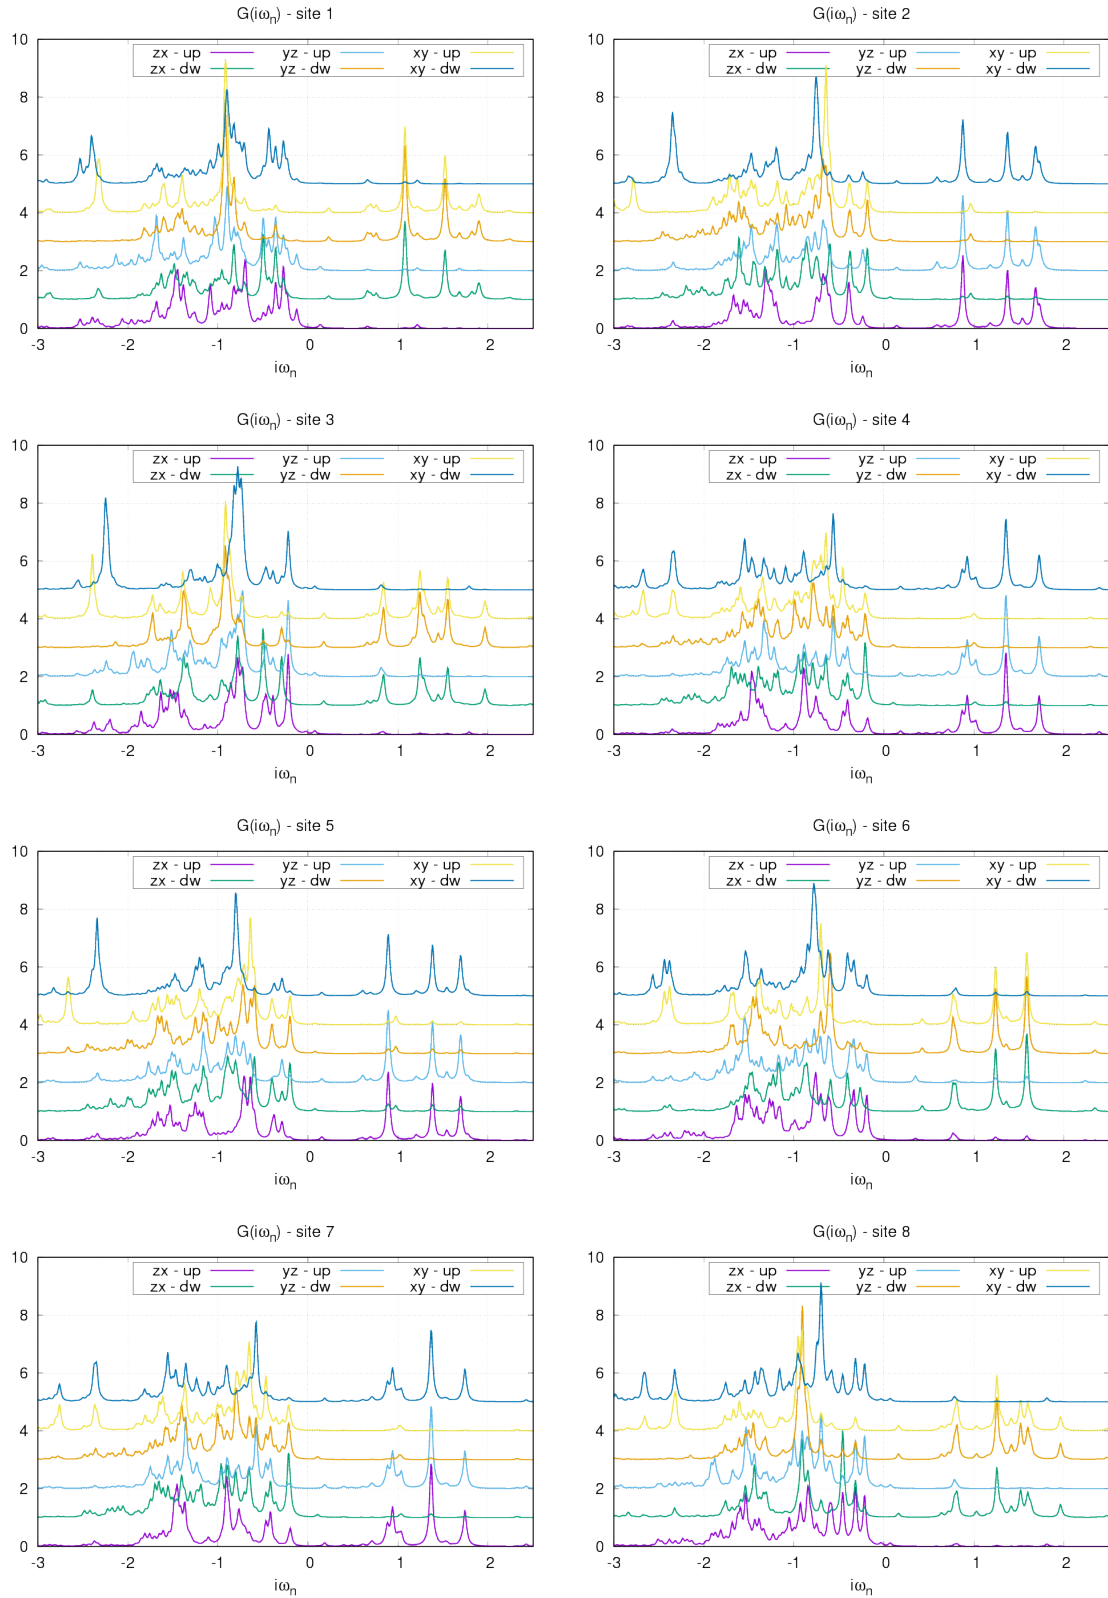 G(iωn) - site 1
zx - up yz - up xy - up
zx - dw yz - dw xy - dw
10
8
6
4
2
0
-3 -2 -1 0 1 2
iωn
G(iωn) - site 2
zx - up yz - up xy - up
zx - dw yz - dw xy - dw
10
8
6
4
2
0
-3 -2 -1 0 1 2
iωn
G(iωn) - site 3
zx - up yz - up xy - up
zx - dw yz - dw xy - dw
10
8
6
4
2
0
-3 -2 -1 0 1 2
iωn
G(iωn) - site 4
zx - up yz - up xy - up
zx - dw yz - dw xy - dw
10
8
6
4
2
0
-3 -2 -1 0 1 2
iωn
G(iωn) - site 5
zx - up yz - up xy - up
zx - dw yz - dw xy - dw
10
8
6
4
2
0
-3 -2 -1 0 1 2
iωn
G(iωn) - site 6
zx - up yz - up xy - up
zx - dw yz - dw xy - dw
10
8
6
4
2
0
-3 -2 -1 0 1 2
iωn
G(iωn) - site 7
zx - up yz - up xy - up
zx - dw yz - dw xy - dw
10
8
6
4
2
0
-3 -2 -1 0 1 2
iωn
G(iωn) - site 8
zx - up yz - up xy - up
zx - dw yz - dw xy - dw
10
8
6
4
2
0
-3 -2 -1 0 1 2
iωn